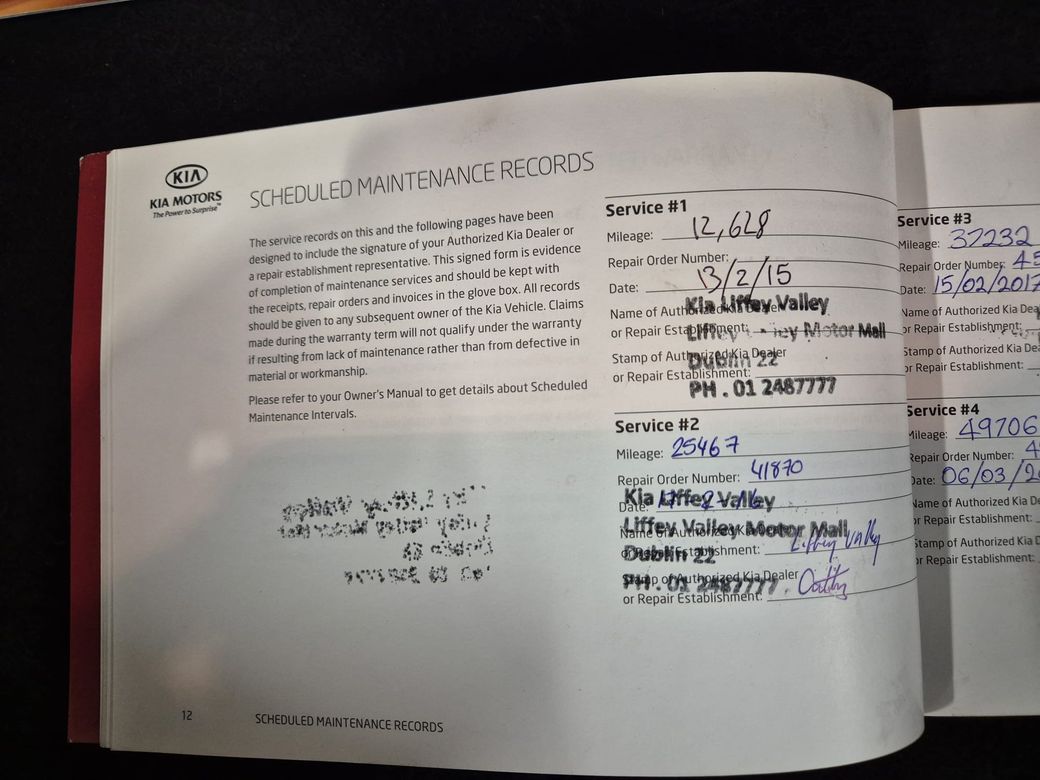 KIA
KIA MOTORS
The Power to Surprise™
SCHEDULED MAINTENANCE RECORDS
The service records on this and the following pages have been
designed to include the signature of your Authorized Kia Dealer or
a repair establishment representative. This signed form is evidence
of completion of maintenance services and should be kept with
the receipts, repair orders and invoices in the glove box. All records
should be given to any subsequent owner of the Kia Vehicle. Claims
made during the warranty term will not qualify under the warranty
if resulting from lack of maintenance rather than from defective in
material or workmanship.
Please refer to your Owner's Manual to get details about Scheduled
Maintenance Intervals.
12
SCHEDULED MAINTENANCE RECORDS
Service #1
Mileage: 12,628
Repair Order Number:
Date: 13/2/15
Name of Authorized Kia Dealer
or Repair Establishment:
Stamp of Authorized Kia Dealer
or Repair Establishment:
Kia Liffey Valley
Motor Mall
Dublin 22
PH . 01 2487777
Service #2
Mileage: 25467
Repair Order Number: 41870
Date:
Name of Authorized Kia Dealer
or Repair Establishment: Liffey Valley
Stamp of Authorized Kia Dealer
or Repair Establishment:
Kia Liffey Valley
Liffey Valley Motor Mall
Dublin 22
PH . 01 2487777
Service #3
Mileage: 37232
Repair Order Number: 45
Date: 15/02/2017
Name of Authorized Kia Dea
or Repair Establishment:
Stamp of Authorized Kia Dea
or Repair Establishment:
Service #4
Mileage: 49706
Repair Order Number:
Date: 06/03/20
Name of Authorized Kia De
or Repair Establishment:
Stamp of Authorized Kia D
or Repair Establishment: